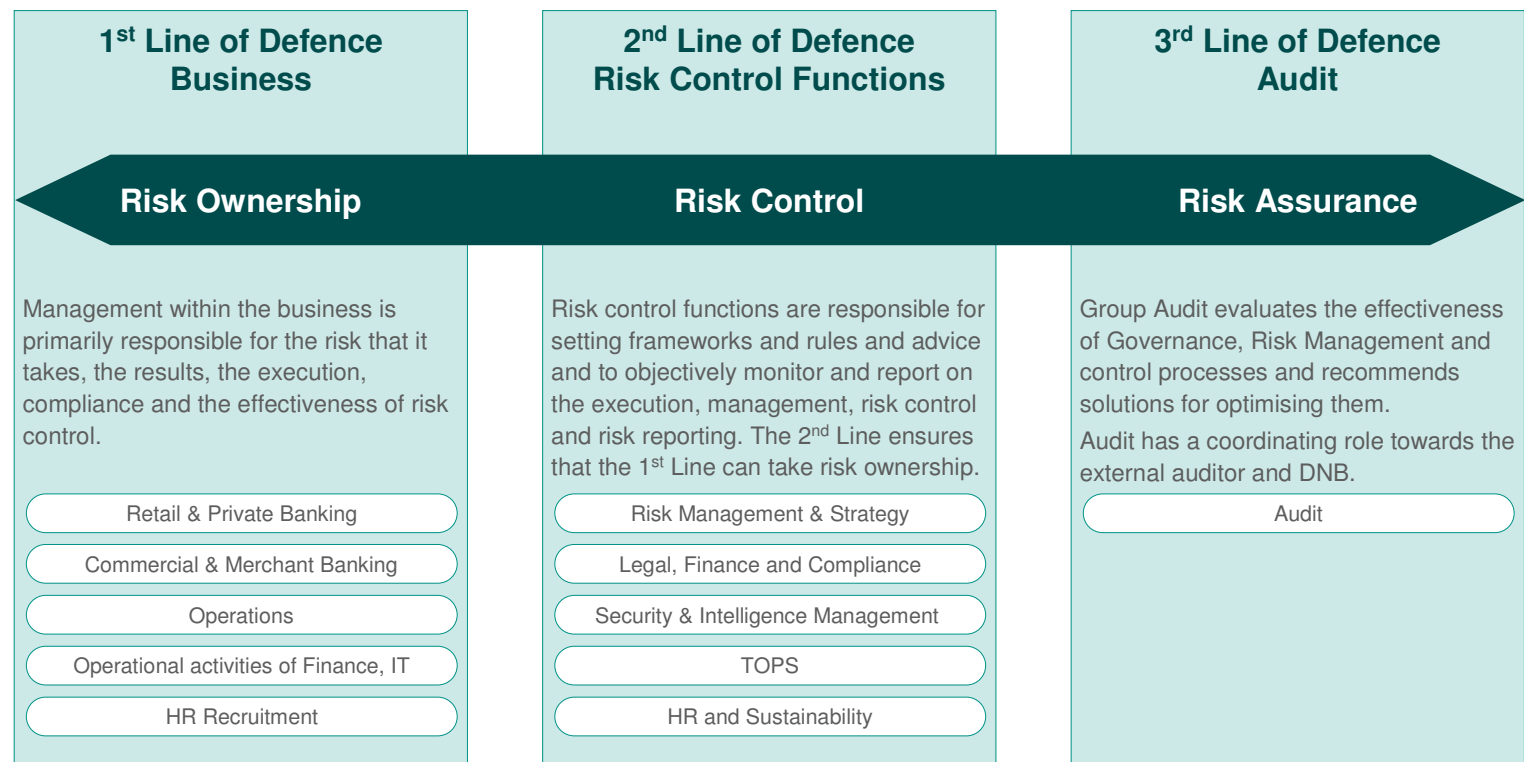 1st Line of Defence
Business
2nd Line of Defence
Risk Control Functions
3rd Line of Defence
Audit
Risk Ownership
Risk Control
Risk Assurance
Management within the business is
primarily responsible for the risk that it
takes, the results, the execution,
compliance and the effectiveness of risk
control.
Retail & Private Banking
Commercial & Merchant Banking
Operations
Operational activities of Finance, IT
HR Recruitment
Risk control functions are responsible for
setting frameworks and rules and advice
and to objectively monitor and report on
the execution, management, risk control
and risk reporting. The 2nd Line ensures
that the 1st Line can take risk ownership.
Risk Management & Strategy
Legal, Finance and Compliance
Security & Intelligence Management
TOPS
HR and Sustainability
Group Audit evaluates the effectiveness
of Governance, Risk Management and
control processes and recommends
solutions for optimising them.
Audit has a coordinating role towards the
external auditor and DNB.
Audit